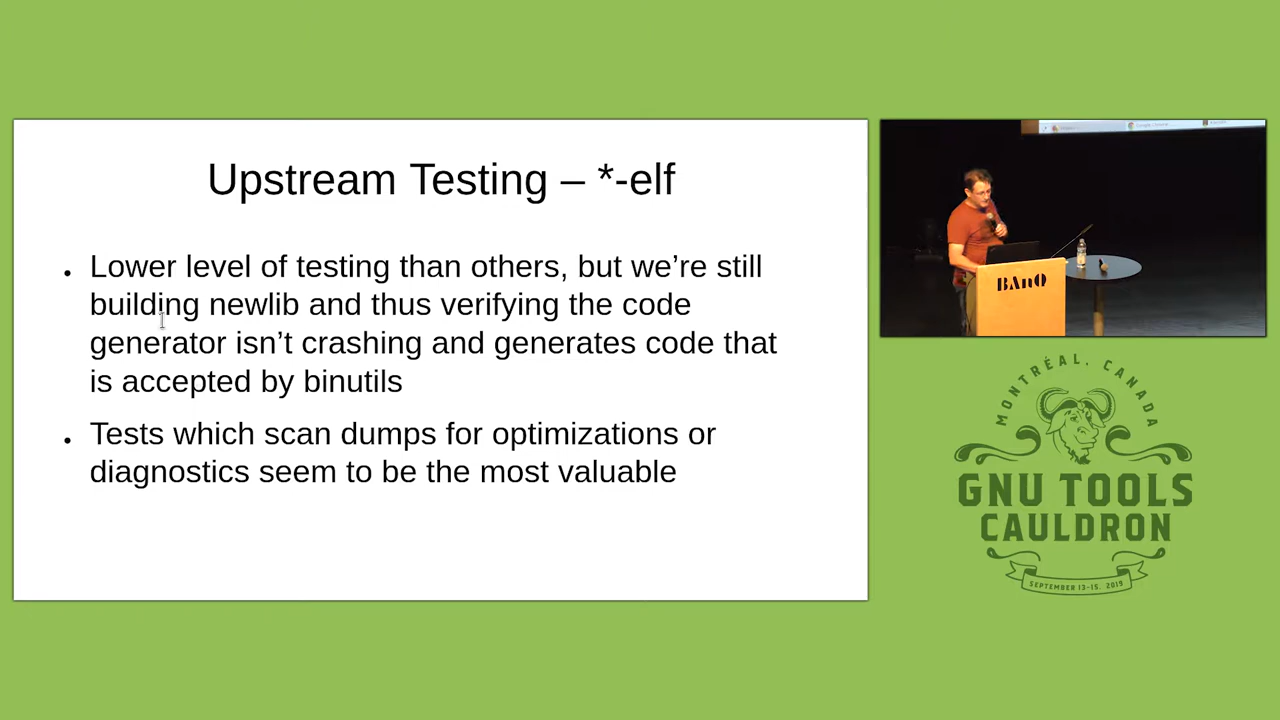 Upstream Testing – *-elf
• Lower level of testing than others, but we’re still
building newlib and thus verifying the code
generator isn’t crashing and generates code that
is accepted by binutils
• Tests which scan dumps for optimizations or
diagnostics seem to be the most valuable
BAnQ
MONTRÉAL, CANADA
GNU TOOLS
CAULDRON
SEPTEMBER 13-15, 2019